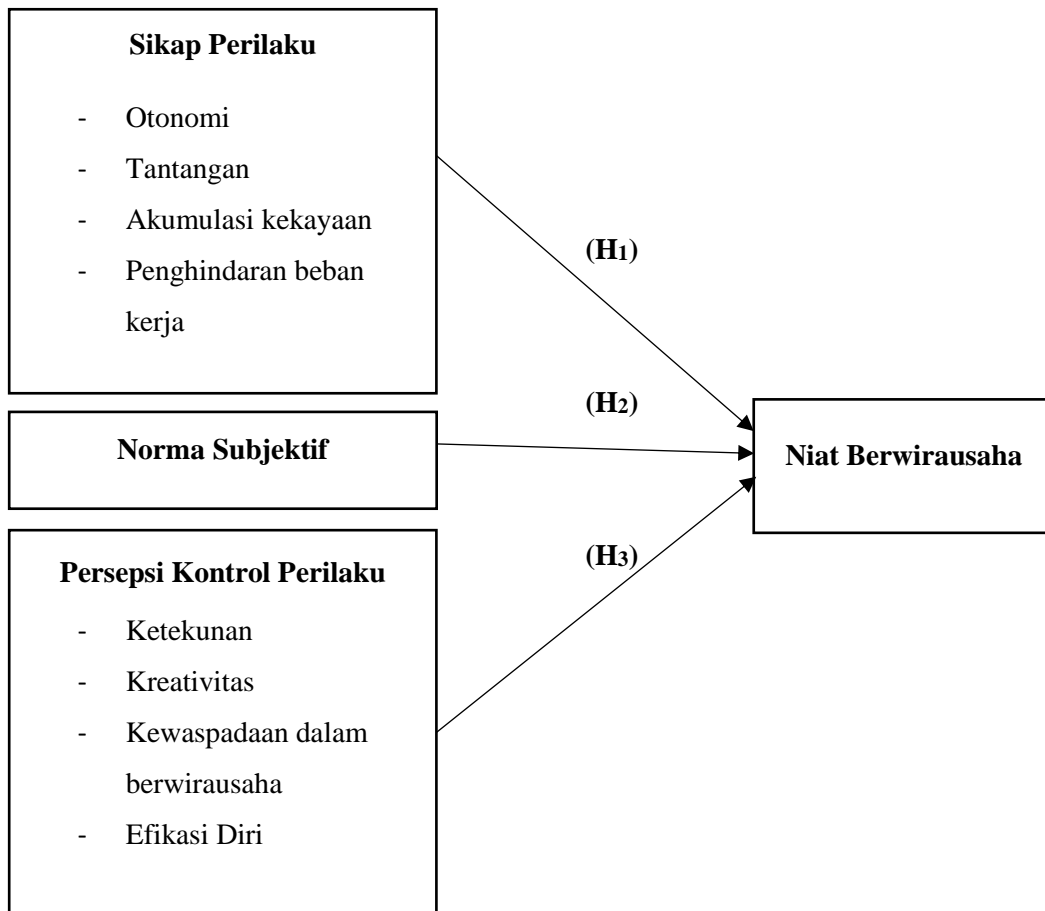 Sikap Perilaku
- Otonomi
- Tantangan
- Akumulasi kekayaan
- Penghindaran beban
kerja
(H1)
(H2)
Norma Subjektif
Niat Berwirausaha
(H3)
Persepsi Kontrol Perilaku
- Ketekunan
- Kreativitas
- Kewaspadaan dalam
berwirausaha
- Efikasi Diri